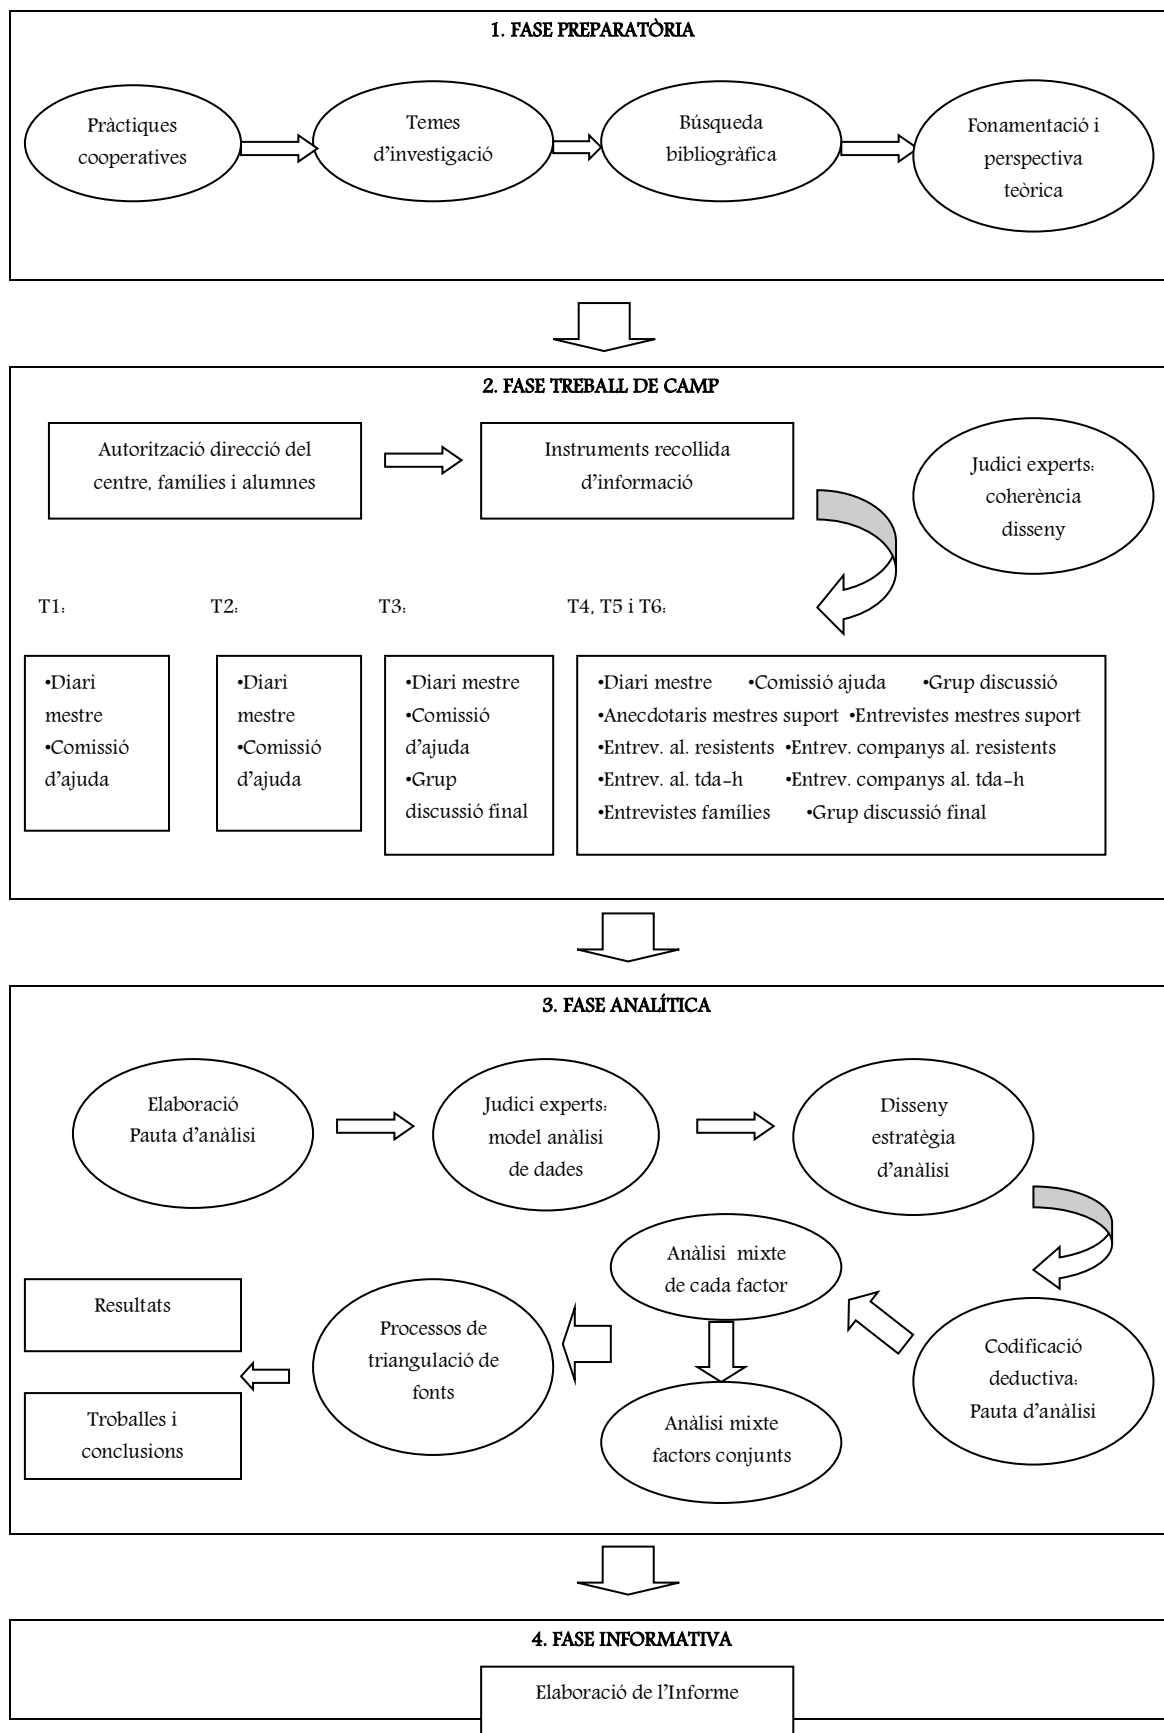 1. FASE PREPARATÒRIA
Pràctiques
cooperatives
Temes
d'investigació
Búsqueda
bibliogràfica
Fonamentació i
perspectiva
teòrica
2. FASE TREBALL DE CAMP
Autorització direcció del
centre, famílies i alumnes
Instruments recollida
d'informació
Judici experts:
coherència
disseny
T1:
T2:
T3:
T4, T5 i T6:
•Diari
mestre
•Comissió
d'ajuda
•Diari
mestre
•Comissió
d'ajuda
•Diari mestre
•Comissió
d'ajuda
•Grup
discussió final
•Diari mestre •Comissió ajuda •Grup discussió
•Anecdotaris mestres suport •Entrevistes mestres suport
•Entrev. al. resistents •Entrev. companys al. resistents
•Entrev. al. tda-h •Entrev. companys al. tda-h
•Entrevistes famílies •Grup discussió final
3. FASE ANALÍTICA
Elaboració
Pauta d'anàlisi
Judici experts:
model anàlisi
de dades
Disseny
estratègia
d'anàlisi
Codificació
deductiva:
Pauta d'anàlisi
Anàlisi mixte
de cada factor
Anàlisi mixte
factors conjunts
Processos de
triangulació de
fonts
Resultats
Troballes i
conclusions
4. FASE INFORMATIVA
Elaboració de l'Informe